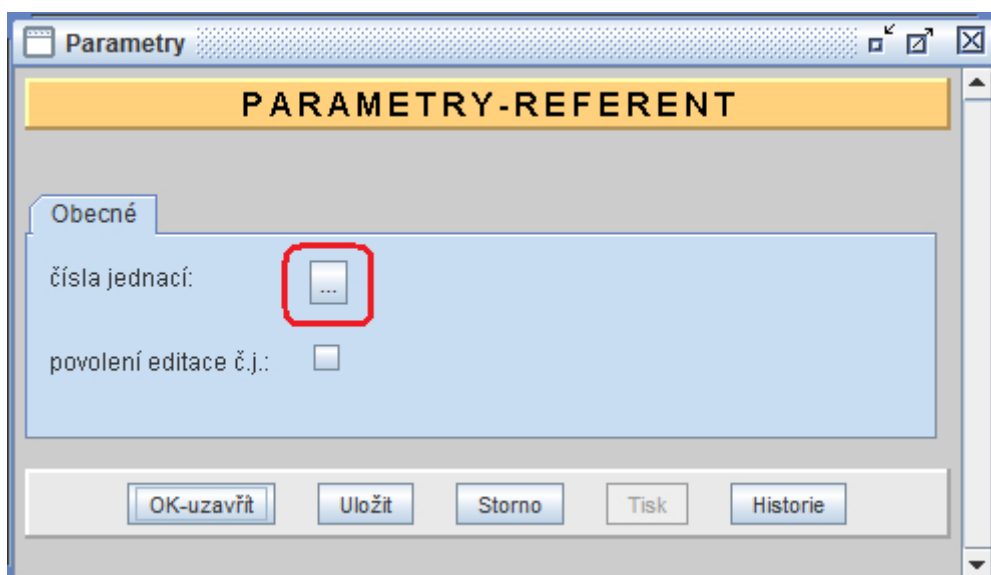 Parametry
PARAMETRY-REFERENT
Obecné
čísla jednací:
...
povolení editace č.j.:
OK-uzavřít
Uložit
Storno
Tisk
Historie